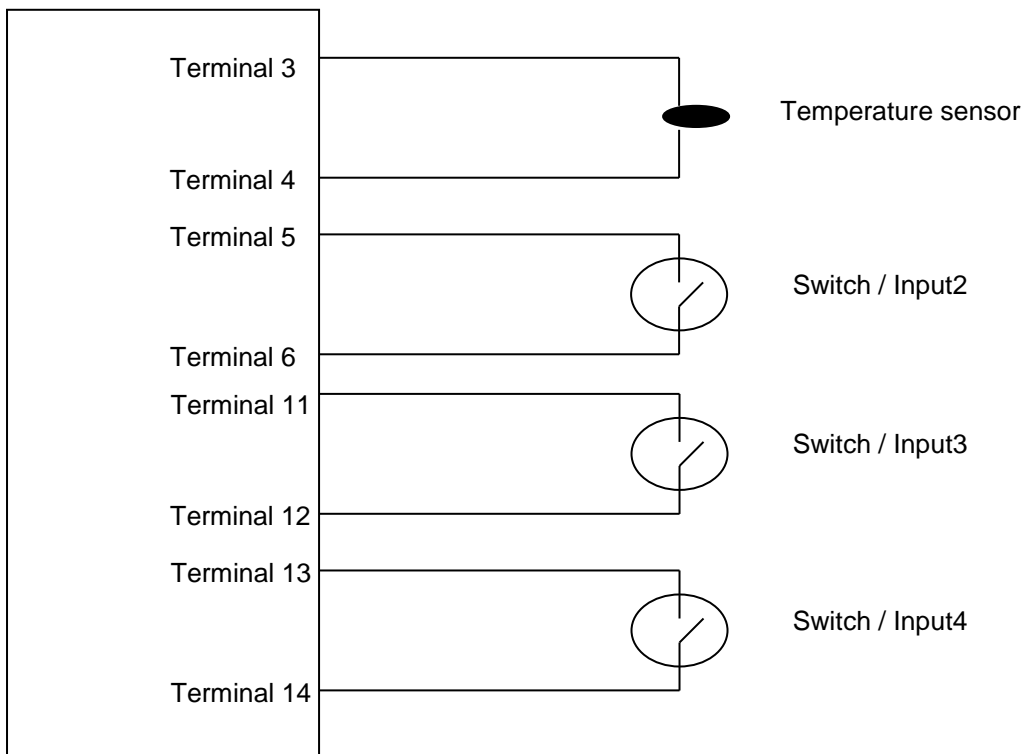 Terminal 3
Temperature sensor
Terminal 4
Terminal 5
Switch / Input2
Terminal 6
Terminal 11
Switch / Input3
Terminal 12
Terminal 13
Switch / Input4
Terminal 14